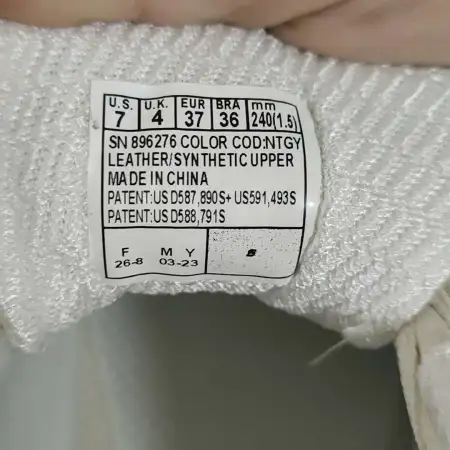 U.S. U.K. EUR BRA mm
7 4 37 36 240(1.5)
SN 896276 COLOR COD:NTGY
LEATHER/SYNTHETIC UPPER
MADE IN CHINA
PATENT:US D587,890S+ US591,493S
PATENT:US D588,791S
F M Y
26-8 03-23